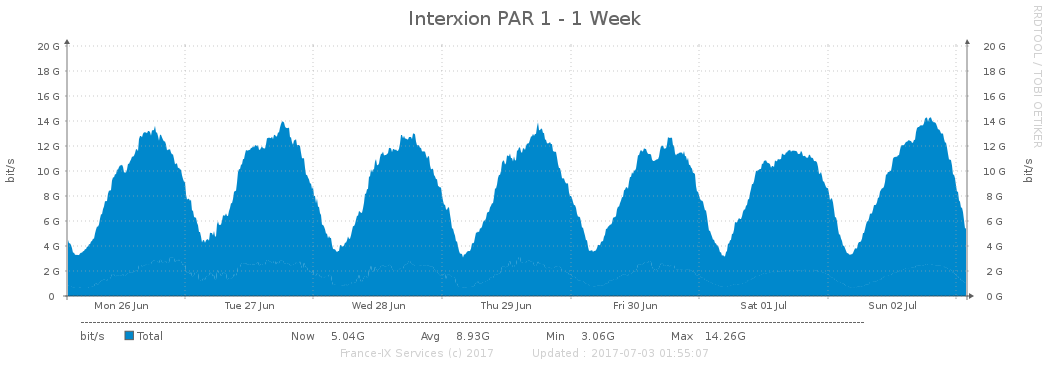 Interxion PAR 1 - 1 Week
RRDTOOL / TOBI OETIKER
bit/s
20 G
18 G
16 G
14 G
12 G
10 G
8 G
6 G
4 G
2 G
0
20 G
18 G
16 G
14 G
12 G
10 G
8 G
6 G
4 G
2 G
0 G
bit/s
Mon 26 Jun Tue 27 Jun Wed 28 Jun Thu 29 Jun Fri 30 Jun Sat 01 Jul Sun 02 Jul
bit/s Total Now 5.04G Avg 8.93G Min 3.06G Max 14.26G
France-IX Services (c) 2017 Updated : 2017-07-03 01:55:07